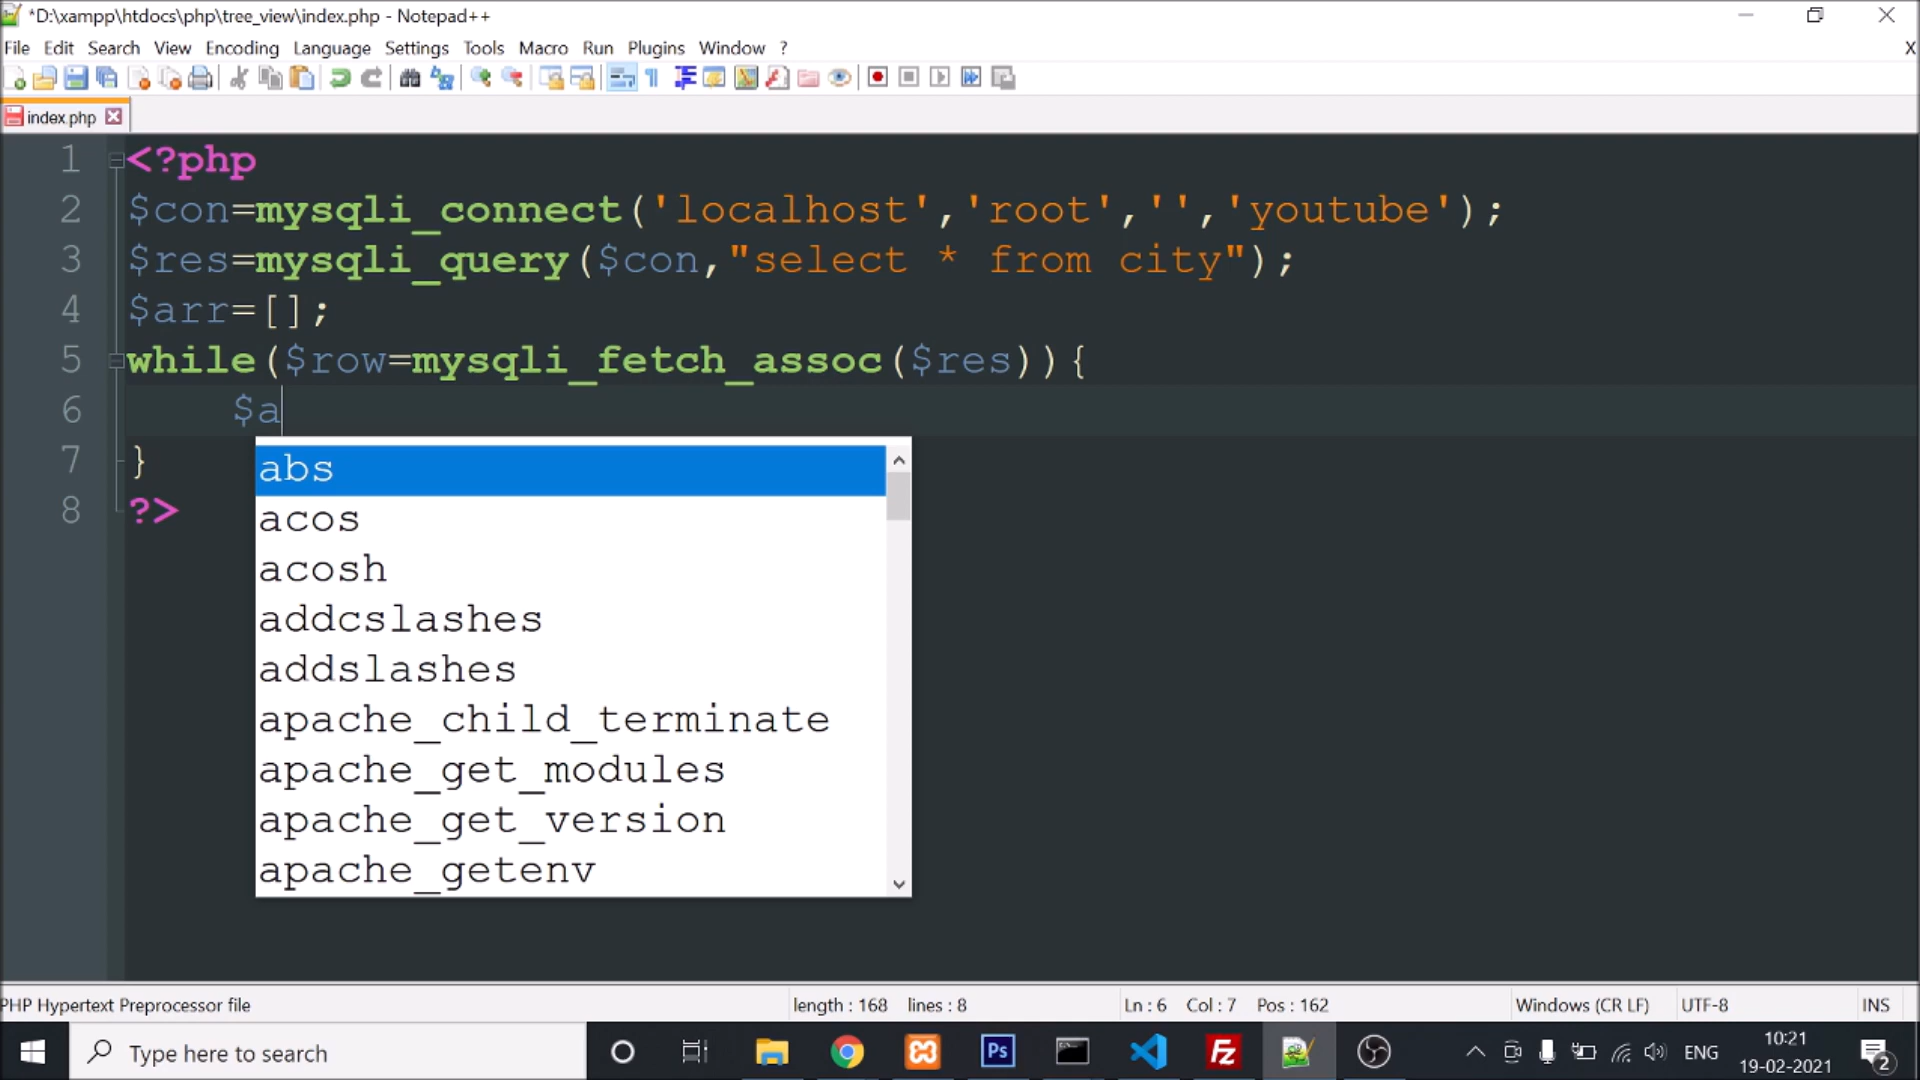 *D:\xampp\htdocs\php\tree_view\index.php - Notepad++
File Edit Search View Encoding Language Settings Tools Macro Run Plugins Window ? X
index.php
1 <?php
2 $con=mysqli_connect('localhost','root','','youtube');
3 $res=mysqli_query($con,"select * from city");
4 $arr=[];
5 while($row=mysqli_fetch_assoc($res)){
6 $a
7 }
8 ?>
abs
acos
acosh
addcslashes
addslashes
apache_child_terminate
apache_get_modules
apache_get_version
apache_getenv
PHP Hypertext Preprocessor file length : 168 lines : 8 Ln : 6 Col : 7 Pos : 162 Windows (CR LF) UTF-8 INS
Type here to search Ps Fz ENG 10:21
19-02-2021 2